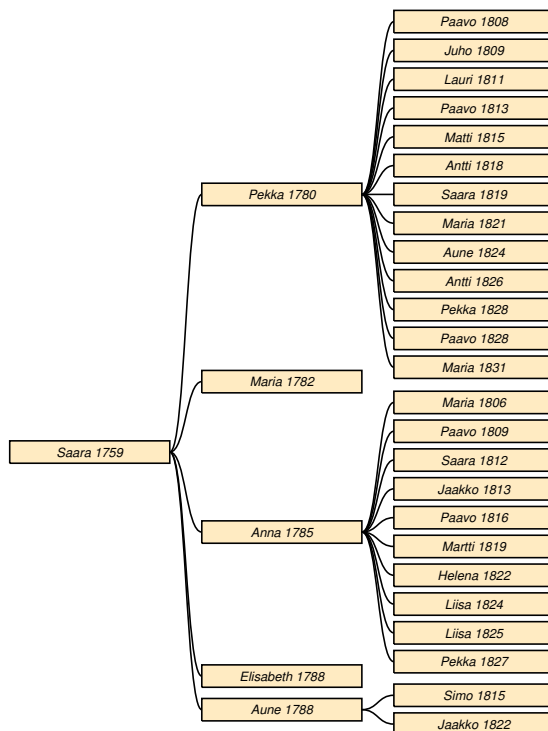 Saara 1759
Pekka 1780
Maria 1782
Anna 1785
Elisabeth 1788
Aune 1788
Paavo 1808
Juho 1809
Lauri 1811
Paavo 1813
Matti 1815
Antti 1818
Saara 1819
Maria 1821
Aune 1824
Antti 1826
Pekka 1828
Paavo 1828
Maria 1831
Maria 1806
Paavo 1809
Saara 1812
Jaakko 1813
Paavo 1816
Martti 1819
Helena 1822
Liisa 1824
Liisa 1825
Pekka 1827
Simo 1815
Jaakko 1822